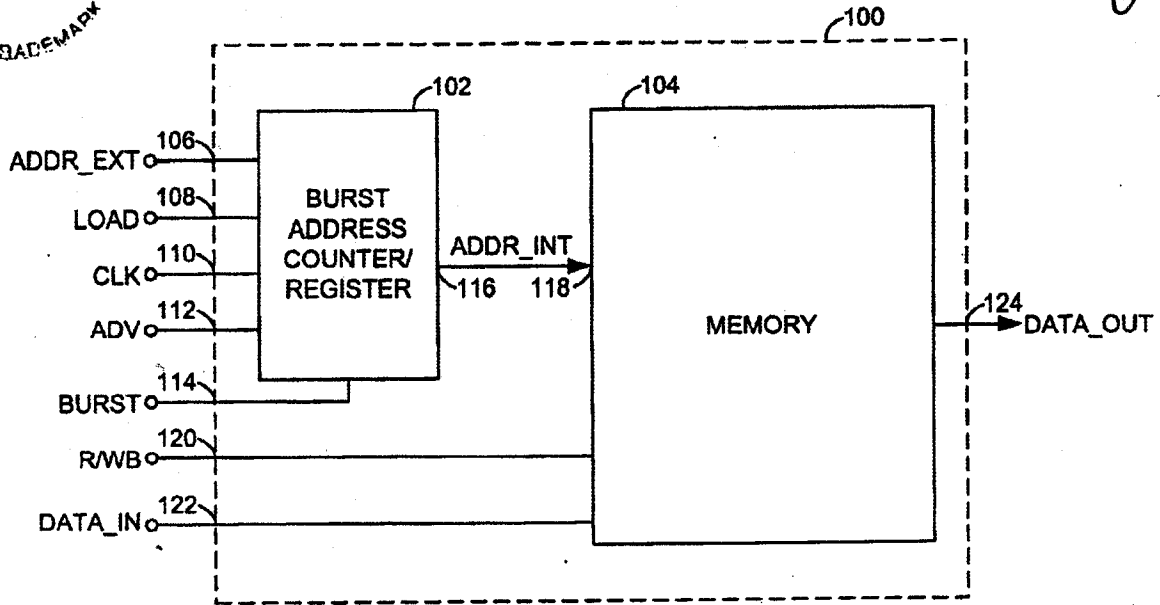 100
102
104
106
ADDR_EXT
108
LOAD
110
CLK
112
ADV
114
BURST
120
R/WB
122
DATA_IN
BURST
ADDRESS
COUNTER/
REGISTER
ADDR_INT
116 118
MEMORY
124
DATA_OUT